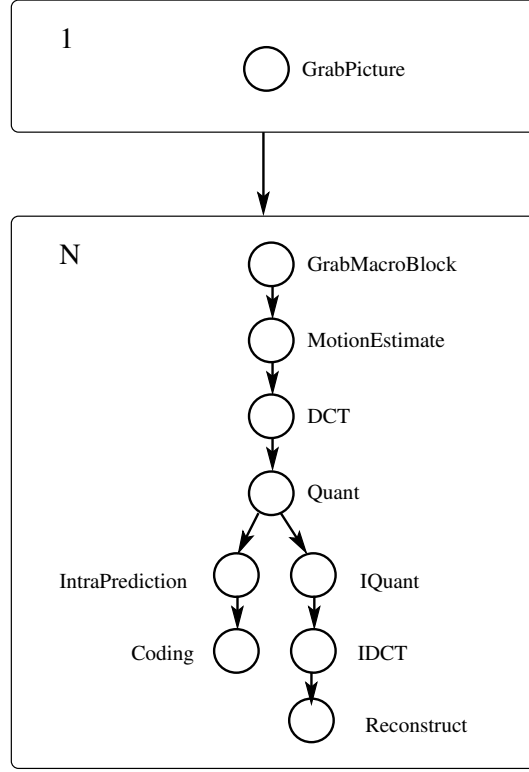 1
GrabPicture
N
GrabMacroBlock
MotionEstimate
DCT
Quant
IntraPrediction
IQuant
Coding
IDCT
Reconstruct